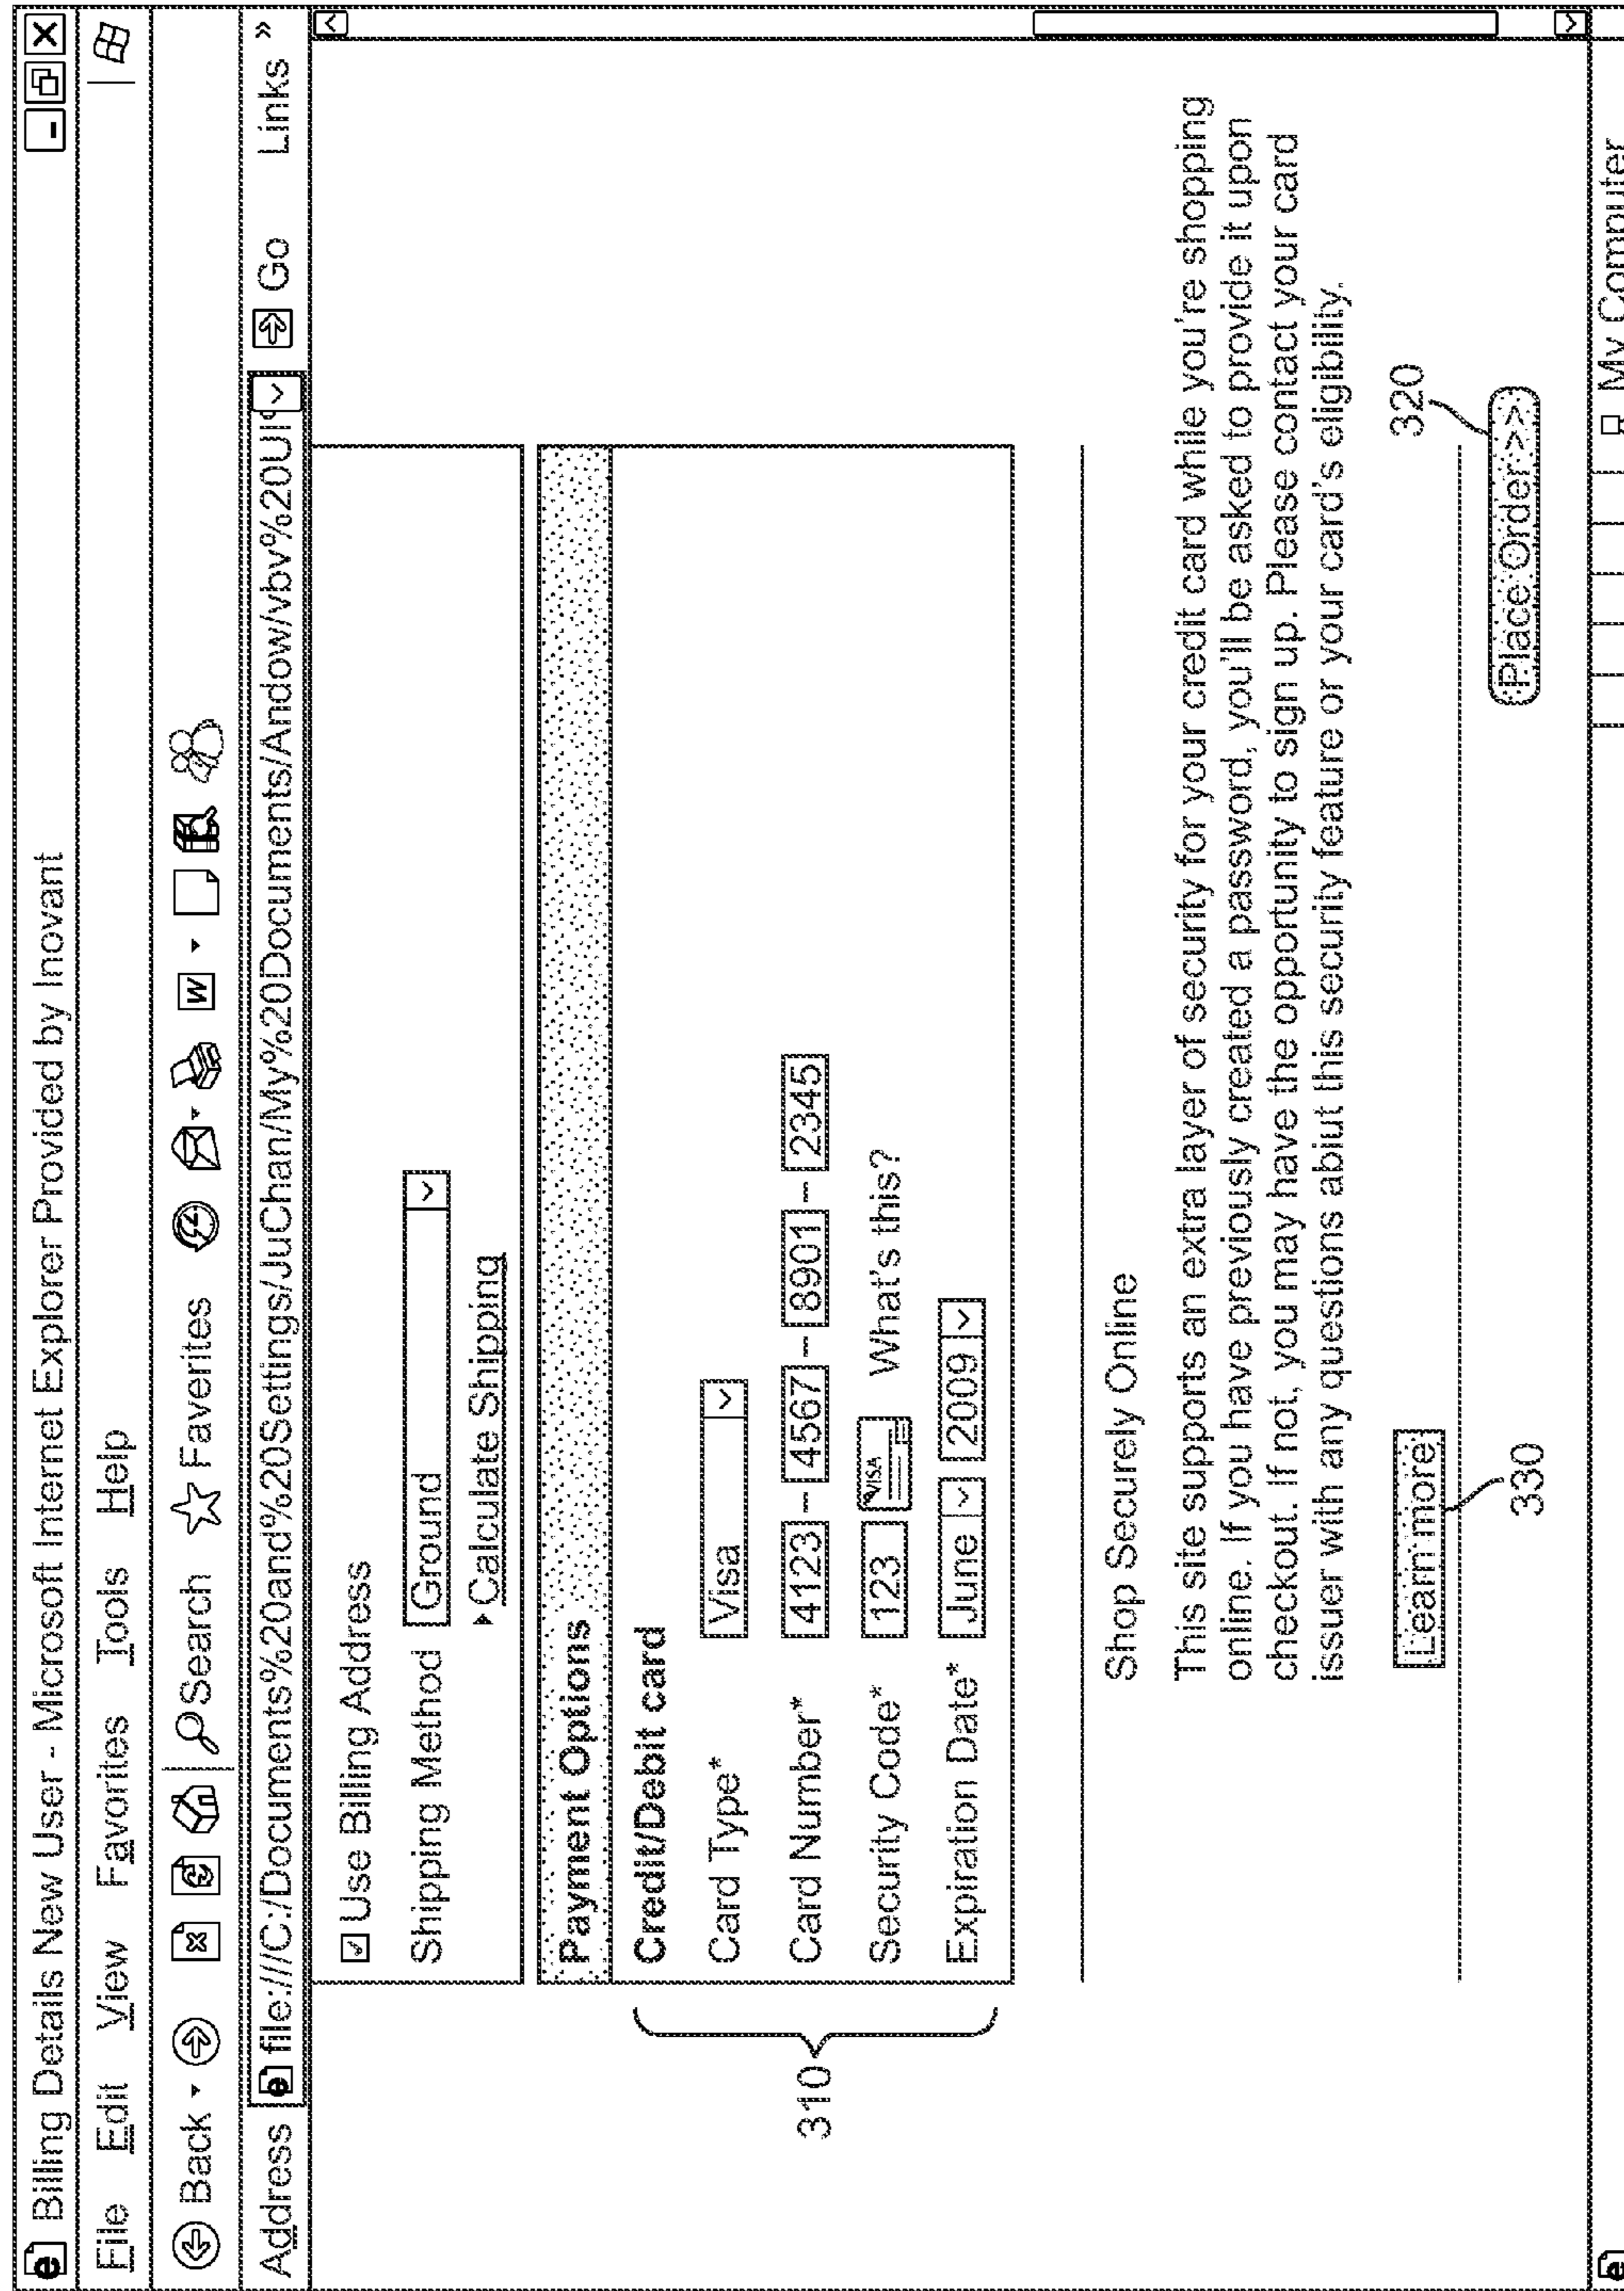 Billing Details New User - Microsoft Internet Explorer Provided by Inovant
File Edit View Favorites Tools Help
Back Search Faverites W
Address file:///C:/Documents%20and%20Settings/JuChan/My%20Documents/Andow/vbv%20UI Go Links »
Use Billing Address
Shipping Method Ground
Calculate Shipping
Payment Options
Credit/Debit card
Card Type* Visa
Card Number* 4123 – 4567 – 8901 – 2345
Security Code* 123 VISA What's this?
Expiration Date* June 2009
310
Shop Securely Online
This site supports an extra layer of security for your credit card while you're shopping
online. If you have previously created a password, you'll be asked to provide it upon
checkout. If not, you may have the opportunity to sign up. Please contact your card
issuer with any questions abiut this security feature or your card's eligibility.
Learn more
320
Place Order >>
330
My Computer